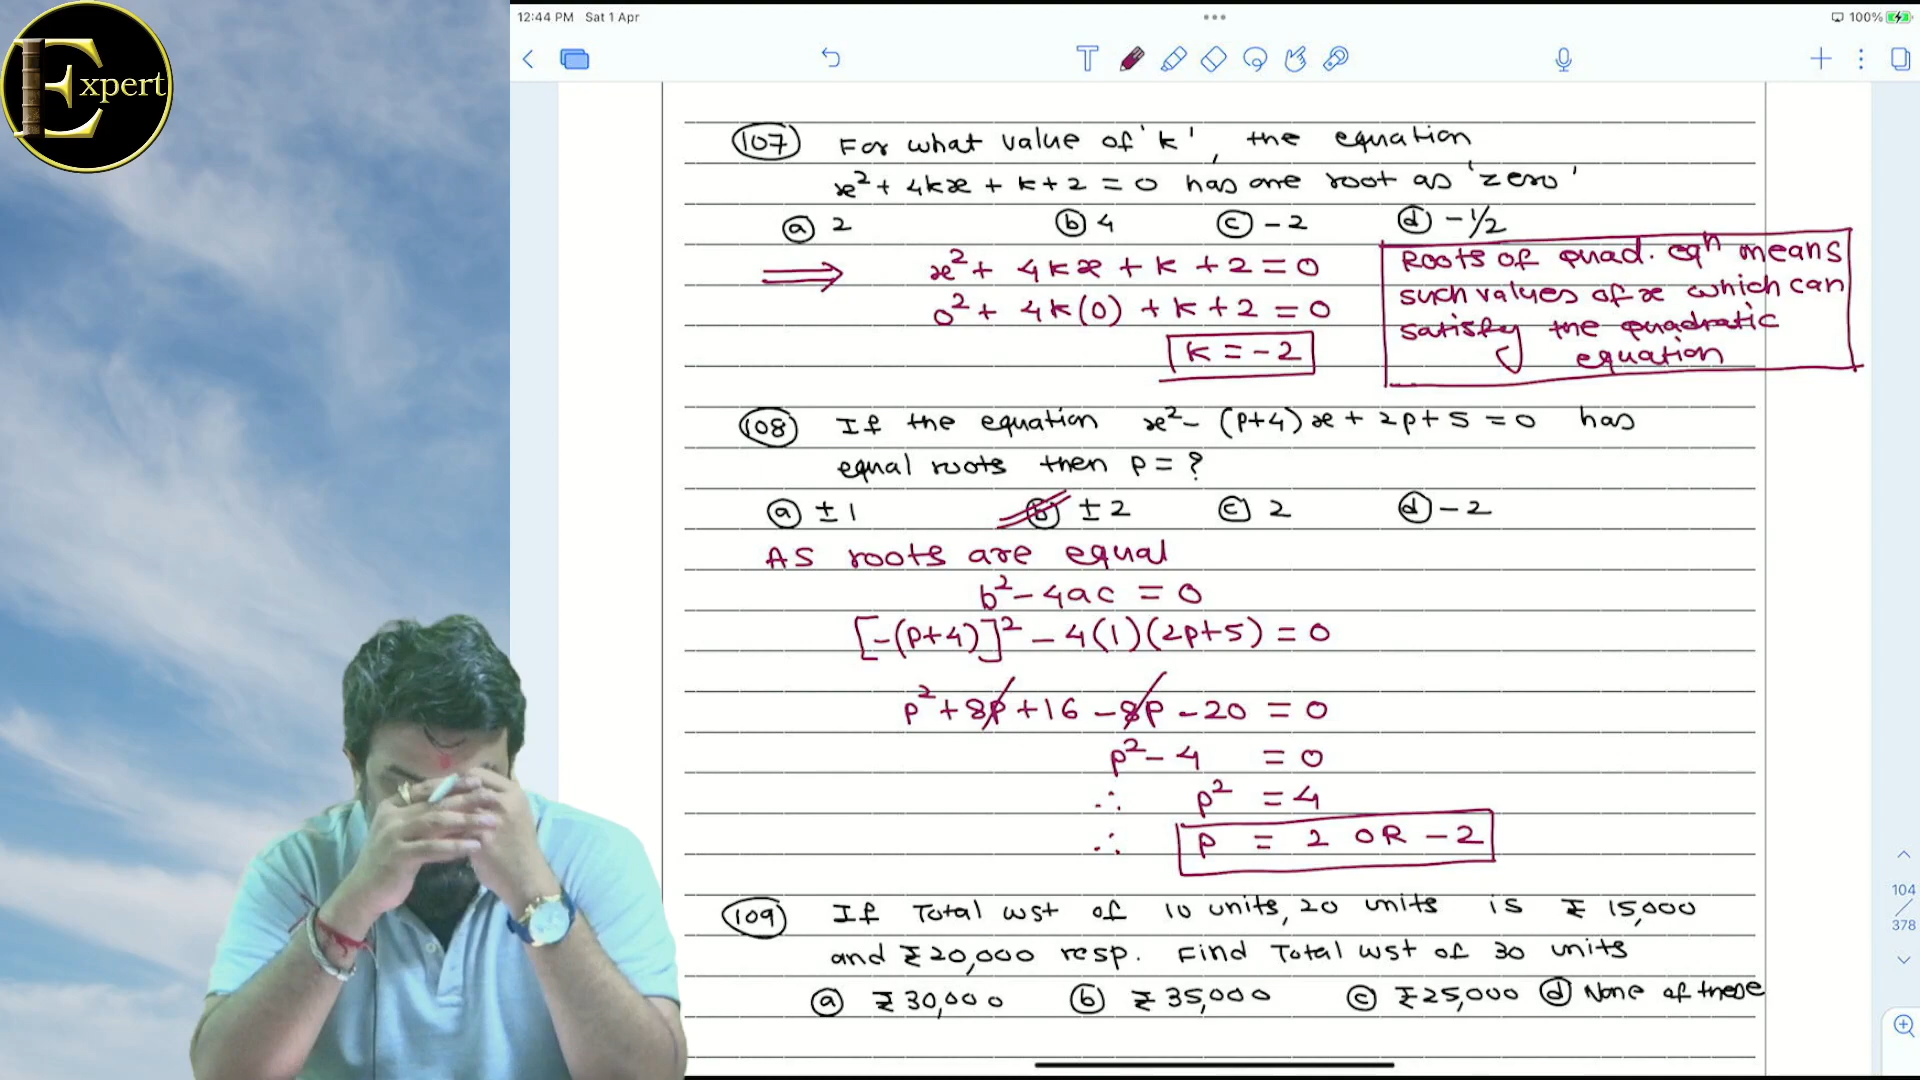 Expert
12:44 PM Sat 1 Apr
100%
107 For what value of 'k', the equation
x² + 4kx + k + 2 = 0 has one root as 'zero'
a 2 b 4 c -2 d -1/2
⟹ x² + 4kx + k + 2 = 0
0² + 4k(0) + k + 2 = 0
k = -2
Roots of quad. eqⁿ means
such values of x which can
satisfy the quadratic
equation
108 If the equation x² - (p+4)x + 2p + 5 = 0 has
equal roots then p = ?
a ±1 b ±2 c 2 d -2
As roots are equal
b² - 4ac = 0
[-(p+4)]² - 4(1)(2p+5) = 0
p² + 8p + 16 - 8p - 20 = 0
p² - 4 = 0
∴ p² = 4
∴ p = 2 OR -2
109 If Total cost of 10 units, 20 units is ₹ 15,000
and ₹20,000 resp. Find Total cost of 30 units
a ₹30,000 b ₹35,000 c ₹25,000 d None of these
104
/
378